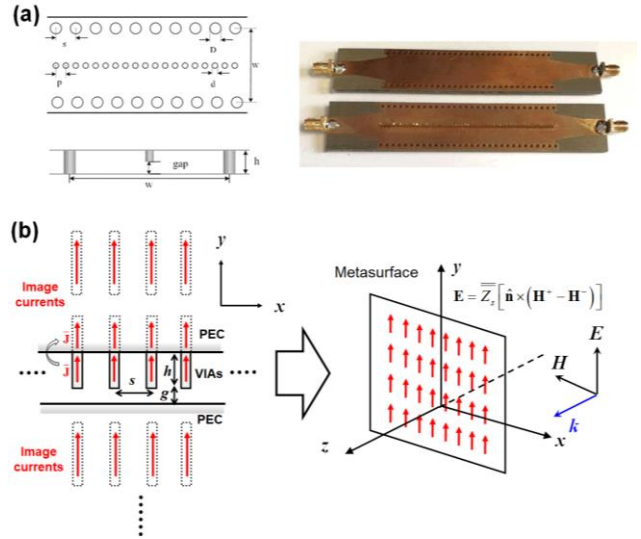 (a)
s
D
w
p
d
gap
h
w
(b)
y
x
Image
currents
PEC
J
J
h
VIAs
s
g
PEC
Image
currents
Metasurface
y
E = Z̿s [n̂ × (H⁺ − H⁻)]
E
H
k
x
z